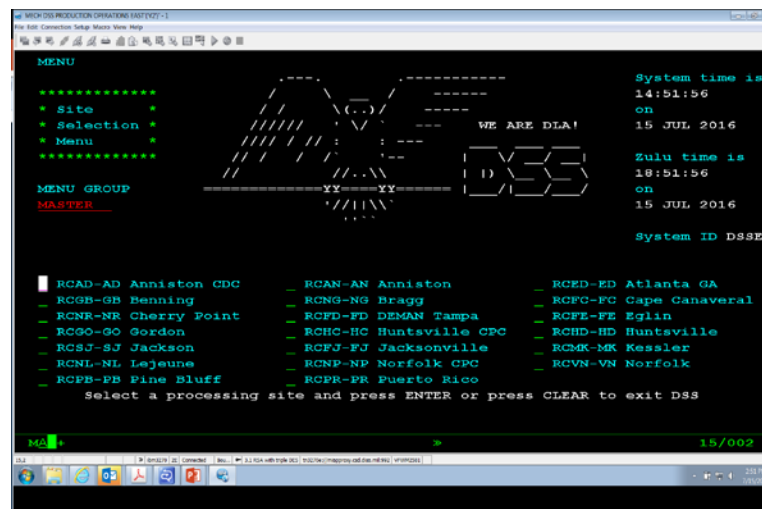 MECH DSS PRODUCTION OPERATIONS EAST(V2)' - 1
File Edit Connection Setup Macro View Help
MENU
System time is
*************
14:51:56
* Site *
on
* Selection *
WE ARE DLA!
15 JUL 2016
* Menu *
*************
DSS
Zulu time is
18:51:56
MENU GROUP
on
MASTER
15 JUL 2016
System ID DSSE
RCAD-AD Anniston CDC _ RCAN-AN Anniston _ RCED-ED Atlanta GA
_ RCGB-GB Benning _ RCNG-NG Bragg _ RCFC-FC Cape Canaveral
_ RCNR-NR Cherry Point _ RCFD-FD DEMAN Tampa _ RCFE-FE Eglin
_ RCGO-GO Gordon _ RCHC-HC Huntsville CPC _ RCHD-HD Huntsville
_ RCSJ-SJ Jackson _ RCFJ-FJ Jacksonville _ RCMK-MK Kessler
_ RCNL-NL Lejeune _ RCNP-NP Norfolk CPC _ RCVN-VN Norfolk
_ RCPB-PB Pine Bluff _ RCPR-PR Puerto Rico
Select a processing site and press ENTER or press CLEAR to exit DSS
MA + 15/002
Connected